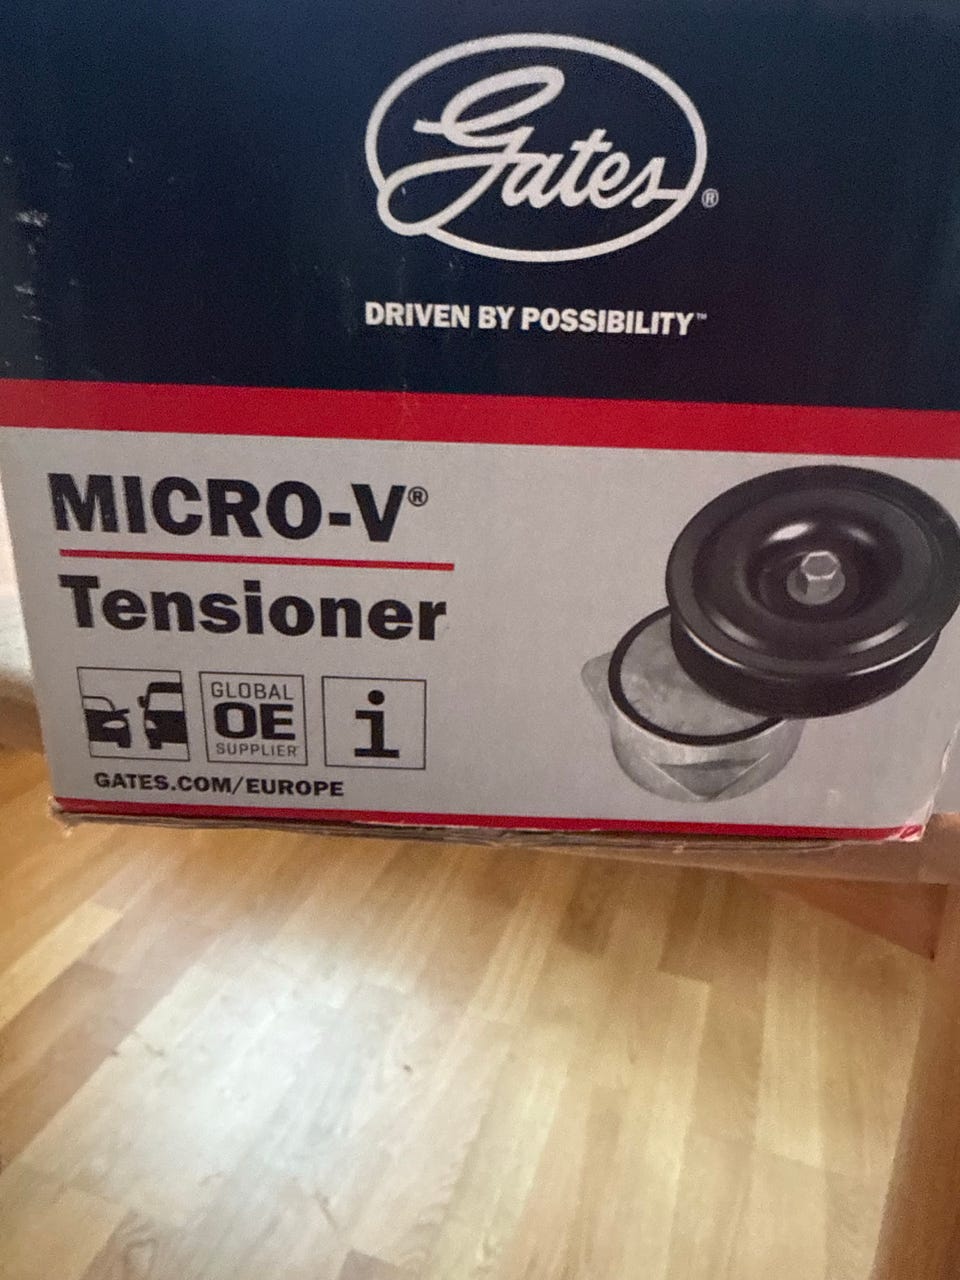 Gates®
DRIVEN BY POSSIBILITY™
MICRO-V®
Tensioner
GLOBAL
OE
SUPPLIER
i
GATES.COM/EUROPE